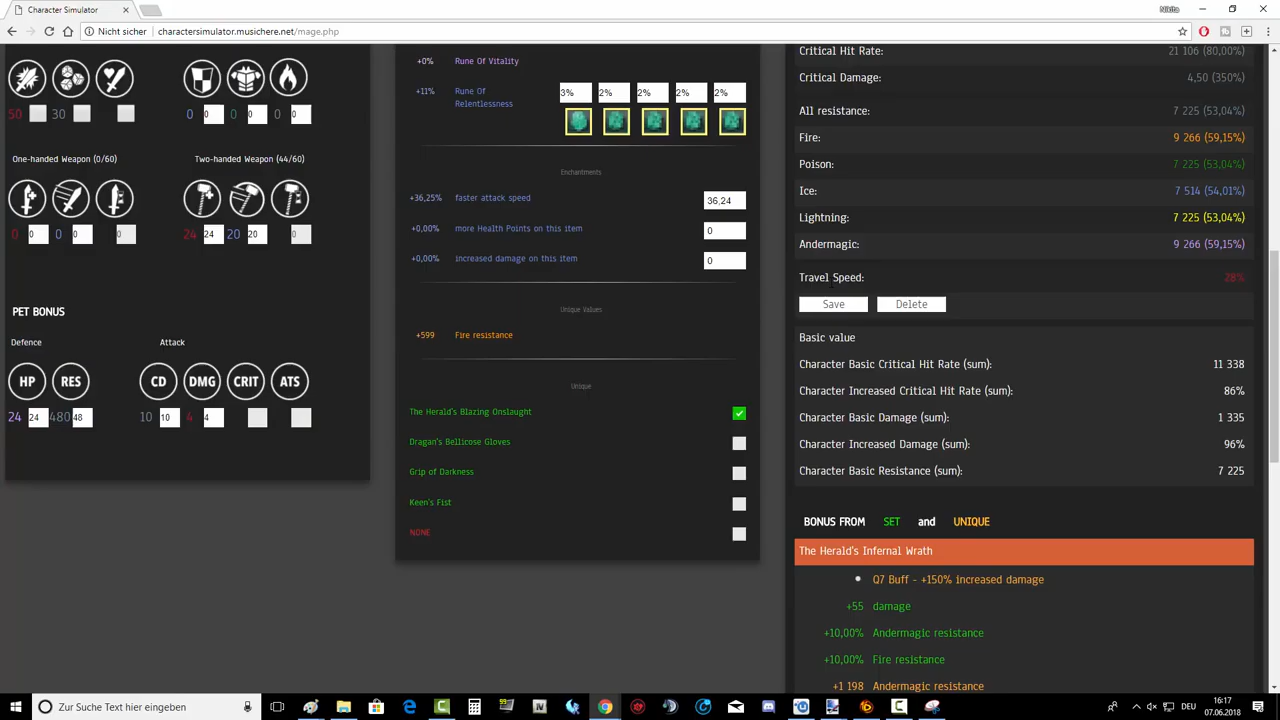 Character Simulator
Nikita
Nicht sicher | charactersimulator.musichere.net/mage.php
50 30
0 0 0 0 0 0
One-handed Weapon (0/60)
Two-handed Weapon (44/60)
0 0 0 0 0
24 24 20 20 0
PET BONUS
Defence
Attack
HP RES CD DMG CRIT ATS
24 24 480 48 10 10 4 4
+0% Rune Of Vitality
+11% Rune Of Relentlessness
3% 2% 2% 2% 2%
Enchantments
+36,25% faster attack speed 36,24
+0,00% more Health Points on this item 0
+0,00% increased damage on this item 0
Unique Values
+599 Fire resistance
Unique
The Herald's Blazing Onslaught
Dragan's Bellicose Gloves
Grip of Darkness
Keen's Fist
NONE
Critical Hit Rate: 21 106 (80,00%)
Critical Damage: 4,50 (350%)
All resistance: 7 225 (53,04%)
Fire: 9 266 (59,15%)
Poison: 7 225 (53,04%)
Ice: 7 514 (54,01%)
Lightning: 7 225 (53,04%)
Andermagic: 9 266 (59,15%)
Travel Speed: 28%
Save Delete
Basic value
Character Basic Critical Hit Rate (sum): 11 338
Character Increased Critical Hit Rate (sum): 86%
Character Basic Damage (sum): 1 335
Character Increased Damage (sum): 96%
Character Basic Resistance (sum): 7 225
BONUS FROM SET and UNIQUE
The Herald's Infernal Wrath
Q7 Buff - +150% increased damage
+55 damage
+10,00% Andermagic resistance
+10,00% Fire resistance
+1 198 Andermagic resistance
Zur Suche Text hier eingeben
DEU
16:17
07.06.2018